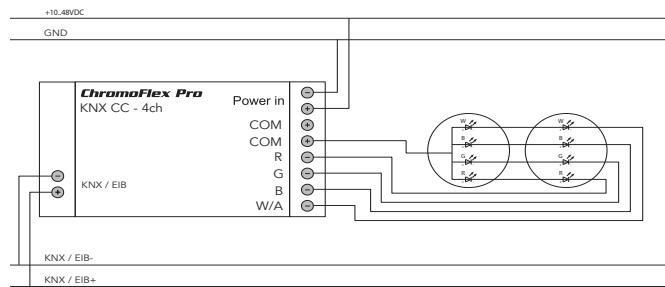 +10..48VDC
GND
ChromoFlex Pro
KNX CC - 4ch
Power in
COM
COM
R
G
B
W/A
KNX / EIB
W W
B B
G G
R R
KNX / EIB-
KNX / EIB+